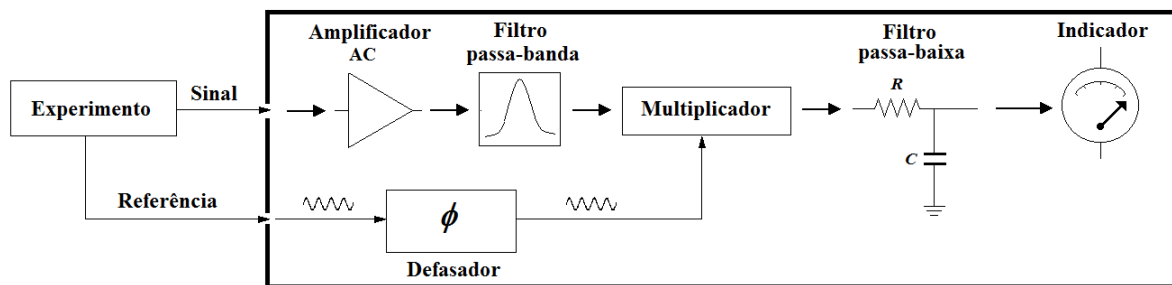 Amplificador
AC
Filtro
passa-banda
Filtro
passa-baixa
Indicador
Experimento
Sinal
Multiplicador
R
C
Referência
ϕ
Defasador